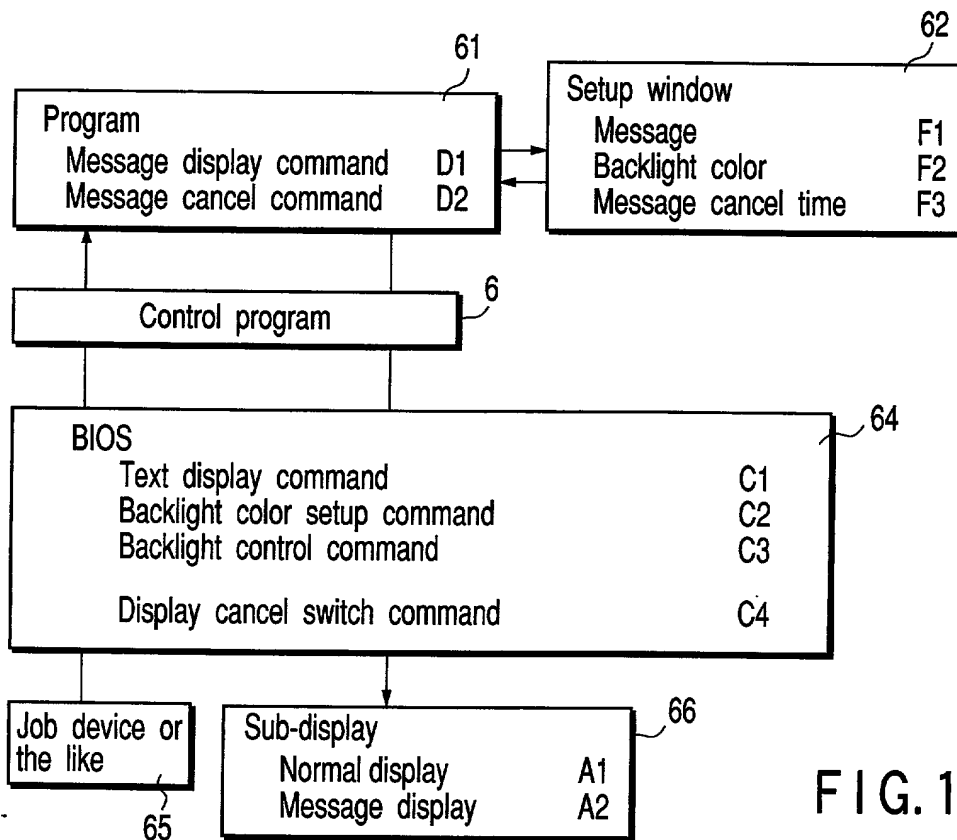 61
Program
Message display command D1
Message cancel command D2
62
Setup window
Message F1
Backlight color F2
Message cancel time F3
6
Control program
64
BIOS
Text display command C1
Backlight color setup command C2
Backlight control command C3
Display cancel switch command C4
Job device or
the like
65
66
Sub-display
Normal display A1
Message display A2
FIG. 1